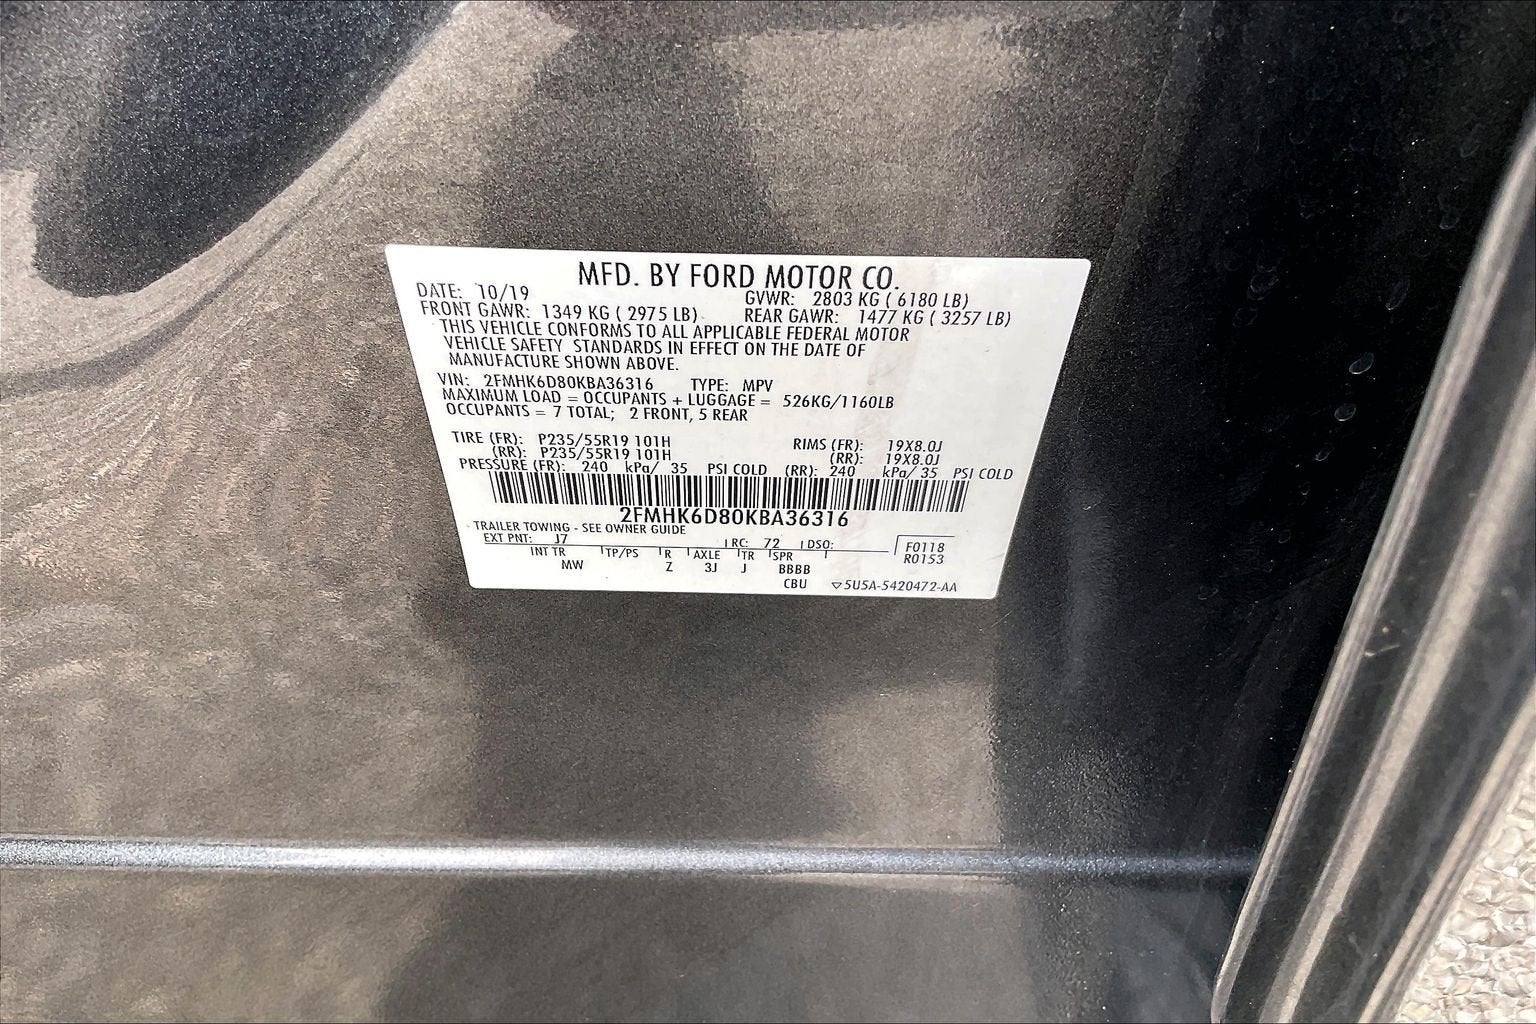 MFD. BY FORD MOTOR CO.
DATE: 10/19 GVWR: 2803 KG ( 6180 LB)
FRONT GAWR: 1349 KG ( 2975 LB) REAR GAWR: 1477 KG ( 3257 LB)
THIS VEHICLE CONFORMS TO ALL APPLICABLE FEDERAL MOTOR
VEHICLE SAFETY STANDARDS IN EFFECT ON THE DATE OF
MANUFACTURE SHOWN ABOVE.
VIN: 2FMHK6D80KBA36316 TYPE: MPV
MAXIMUM LOAD = OCCUPANTS + LUGGAGE = 526KG/1160LB
OCCUPANTS = 7 TOTAL; 2 FRONT, 5 REAR
TIRE (FR): P235/55R19 101H RIMS (FR): 19X8.0J
(RR): P235/55R19 101H (RR): 19X8.0J
PRESSURE (FR): 240 kPa/ 35 PSI COLD (RR): 240 kPa/ 35 PSI COLD
2FMHK6D80KBA36316
TRAILER TOWING - SEE OWNER GUIDE
EXT PNT: J7 RC: 72 DSO: F0118
INT TR TP/PS R AXLE TR SPR R0153
MW Z 3J J BBBB
CBU ▽5U5A-5420472-AA